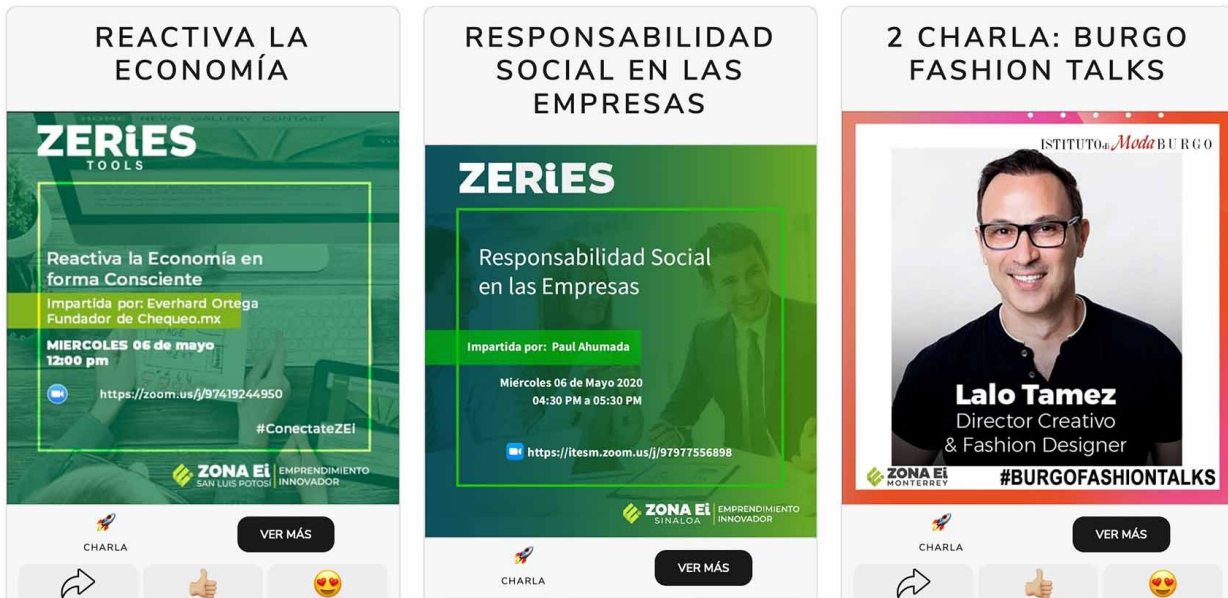 REACTIVA LA
ECONOMÍA
HOME NEWS GALLERY CONTACT
ZERiES
TOOLS
Reactiva la Economía en
forma Consciente
Impartida por: Everhard Ortega
Fundador de Chequeo.mx
MIERCOLES 06 de mayo
12:00 pm
https://zoom.us/j/97419244950
#ConectateZEi
ZONA Ei
SAN LUIS POTOSÍ
EMPRENDIMIENTO
INNOVADOR
CHARLA
VER MÁS
RESPONSABILIDAD
SOCIAL EN LAS
EMPRESAS
ZERiES
Responsabilidad Social
en las Empresas
Impartida por: Paul Ahumada
Miércoles 06 de Mayo 2020
04:30 PM a 05:30 PM
https://itesm.zoom.us/j/97977556898
ZONA Ei
SINALOA
EMPRENDIMIENTO
INNOVADOR
CHARLA
VER MÁS
2 CHARLA: BURGO
FASHION TALKS
ISTITUTO di Moda BURGO
Lalo Tamez
Director Creativo
& Fashion Designer
ZONA Ei
MONTERREY
#BURGOFASHIONTALKS
CHARLA
VER MÁS